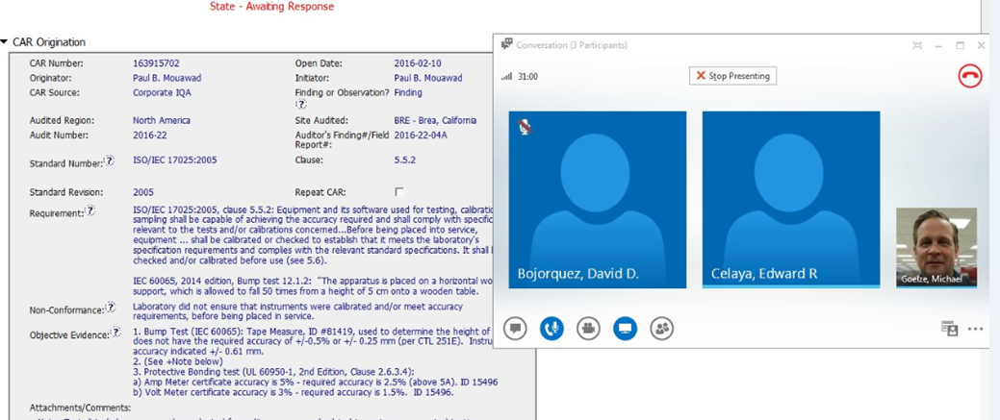 State - Awaiting Response
CAR Origination
CAR Number: 163915702 Open Date: 2016-02-10
Originator: Paul B. Mouawad Initiator: Paul B. Mouawad
CAR Source: Corporate IQA Finding or Observation? Finding
Audited Region: North America Site Audited: BRE - Brea, California
Audit Number: 2016-22 Auditor's Finding#/Field 2016-22-04A
Report#:
Standard Number: ISO/IEC 17025:2005 Clause: 5.5.2
Standard Revision: 2005 Repeat CAR:
Requirement: ISO/IEC 17025:2005, clause 5.5.2: Equipment and its software used for testing,
sampling shall be capable of achieving the accuracy required and shall comply with
relevant to the tests and/or calibrations concerned...Before being placed into service,
equipment ... shall be calibrated or checked to establish that it meets the laboratory's
specification requirements and complies with the relevant standard specifications. It shall
checked and/or calibrated before use (see 5.6).
IEC 60065, 2014 edition, Bump test 12.1.2: "The apparatus is placed on a horizontal
support, which is allowed to fall 50 times from a height of 5 cm onto a wooden table.
Non-Conformance: Laboratory did not ensure that instruments were calibrated and/or meet accuracy
requirements, before being placed in service.
Objective Evidence: 1. Bump Test (IEC 60065): Tape Measure, ID #81419, used to determine the height of
does not have the required accuracy of +/-0.5% or +/- 0.25 mm (per CTL 251E).
accuracy indicated +/- 0.61 mm.
2. (See +Note below)
3. Protective Bonding test (UL 60950-1, 2nd Edition, Clause 2.6.3.4):
a) Amp Meter certificate accuracy is 5% - required accuracy is 2.5% (above 5A). ID 15496
b) Volt Meter certificate accuracy is 3% - required accuracy is 1.5%. ID 15496.
Attachments/Comments:
Conversation (3 Participants)
31:00
Stop Presenting
Bojorquez, David D.
Celaya, Edward R
Goelze, Michael